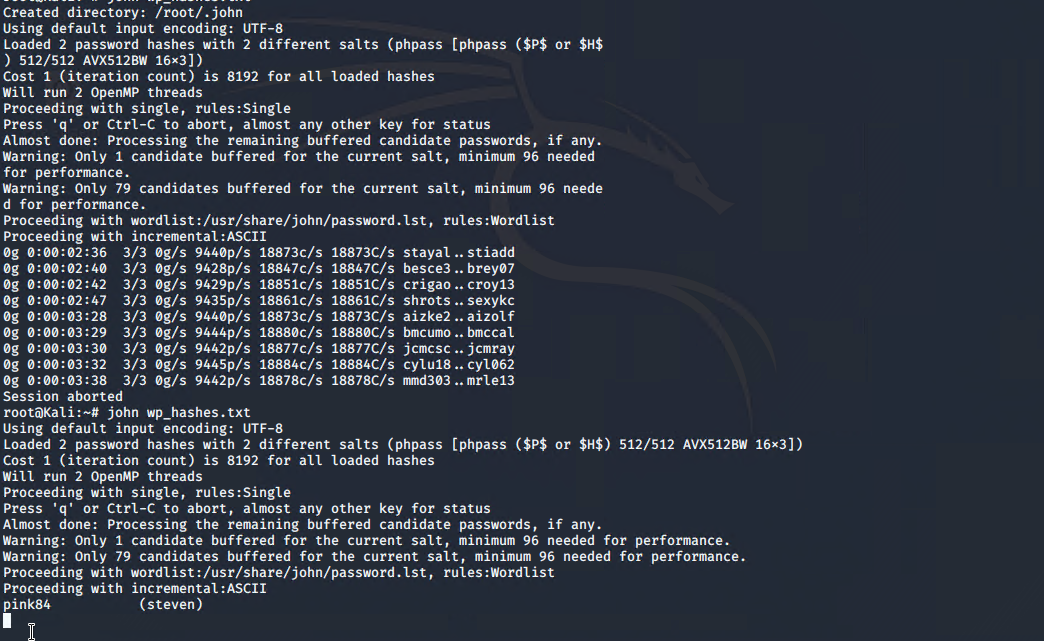 Created directory: /root/.john
Using default input encoding: UTF-8
Loaded 2 password hashes with 2 different salts (phpass [phpass ($P$ or $H$
) 512/512 AVX512BW 16×3])
Cost 1 (iteration count) is 8192 for all loaded hashes
Will run 2 OpenMP threads
Proceeding with single, rules:Single
Press 'q' or Ctrl-C to abort, almost any other key for status
Almost done: Processing the remaining buffered candidate passwords, if any.
Warning: Only 1 candidate buffered for the current salt, minimum 96 needed
for performance.
Warning: Only 79 candidates buffered for the current salt, minimum 96 neede
d for performance.
Proceeding with wordlist:/usr/share/john/password.lst, rules:Wordlist
Proceeding with incremental:ASCII
0g 0:00:02:36  3/3 0g/s 9440p/s 18873c/s 18873C/s stayal..stiadd
0g 0:00:02:40  3/3 0g/s 9428p/s 18847c/s 18847C/s besce3..brey07
0g 0:00:02:42  3/3 0g/s 9429p/s 18851c/s 18851C/s crigao..croy13
0g 0:00:02:47  3/3 0g/s 9435p/s 18861c/s 18861C/s shrots..sexykc
0g 0:00:03:28  3/3 0g/s 9440p/s 18873c/s 18873C/s aizke2..aizolf
0g 0:00:03:29  3/3 0g/s 9444p/s 18880c/s 18880C/s bmcumo..bmccal
0g 0:00:03:30  3/3 0g/s 9442p/s 18877c/s 18877C/s jcmcsc..jcmray
0g 0:00:03:32  3/3 0g/s 9445p/s 18884c/s 18884C/s cylu18..cyl062
0g 0:00:03:38  3/3 0g/s 9442p/s 18878c/s 18878C/s mmd303..mrle13
Session aborted
root@Kali:~# john wp_hashes.txt
Using default input encoding: UTF-8
Loaded 2 password hashes with 2 different salts (phpass [phpass ($P$ or $H$) 512/512 AVX512BW 16×3])
Cost 1 (iteration count) is 8192 for all loaded hashes
Will run 2 OpenMP threads
Proceeding with single, rules:Single
Press 'q' or Ctrl-C to abort, almost any other key for status
Almost done: Processing the remaining buffered candidate passwords, if any.
Warning: Only 1 candidate buffered for the current salt, minimum 96 needed for performance.
Warning: Only 79 candidates buffered for the current salt, minimum 96 needed for performance.
Proceeding with wordlist:/usr/share/john/password.lst, rules:Wordlist
Proceeding with incremental:ASCII
pink84           (steven)